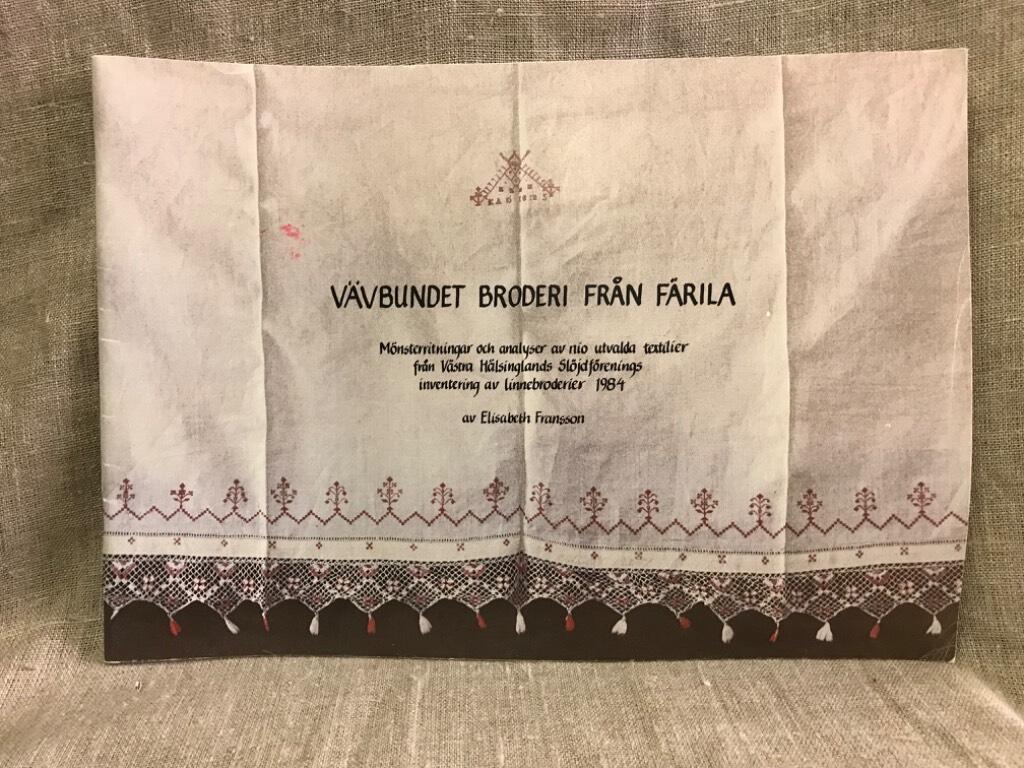 VÄVBUNDET BRODERI FRÅN FÄRILA
Mönsterritningar och analyser av nio utvalda textilier
från Västra Hälsinglands Slöjdförenings
inventering av linnebroderier 1984
av Elisabeth Fransson